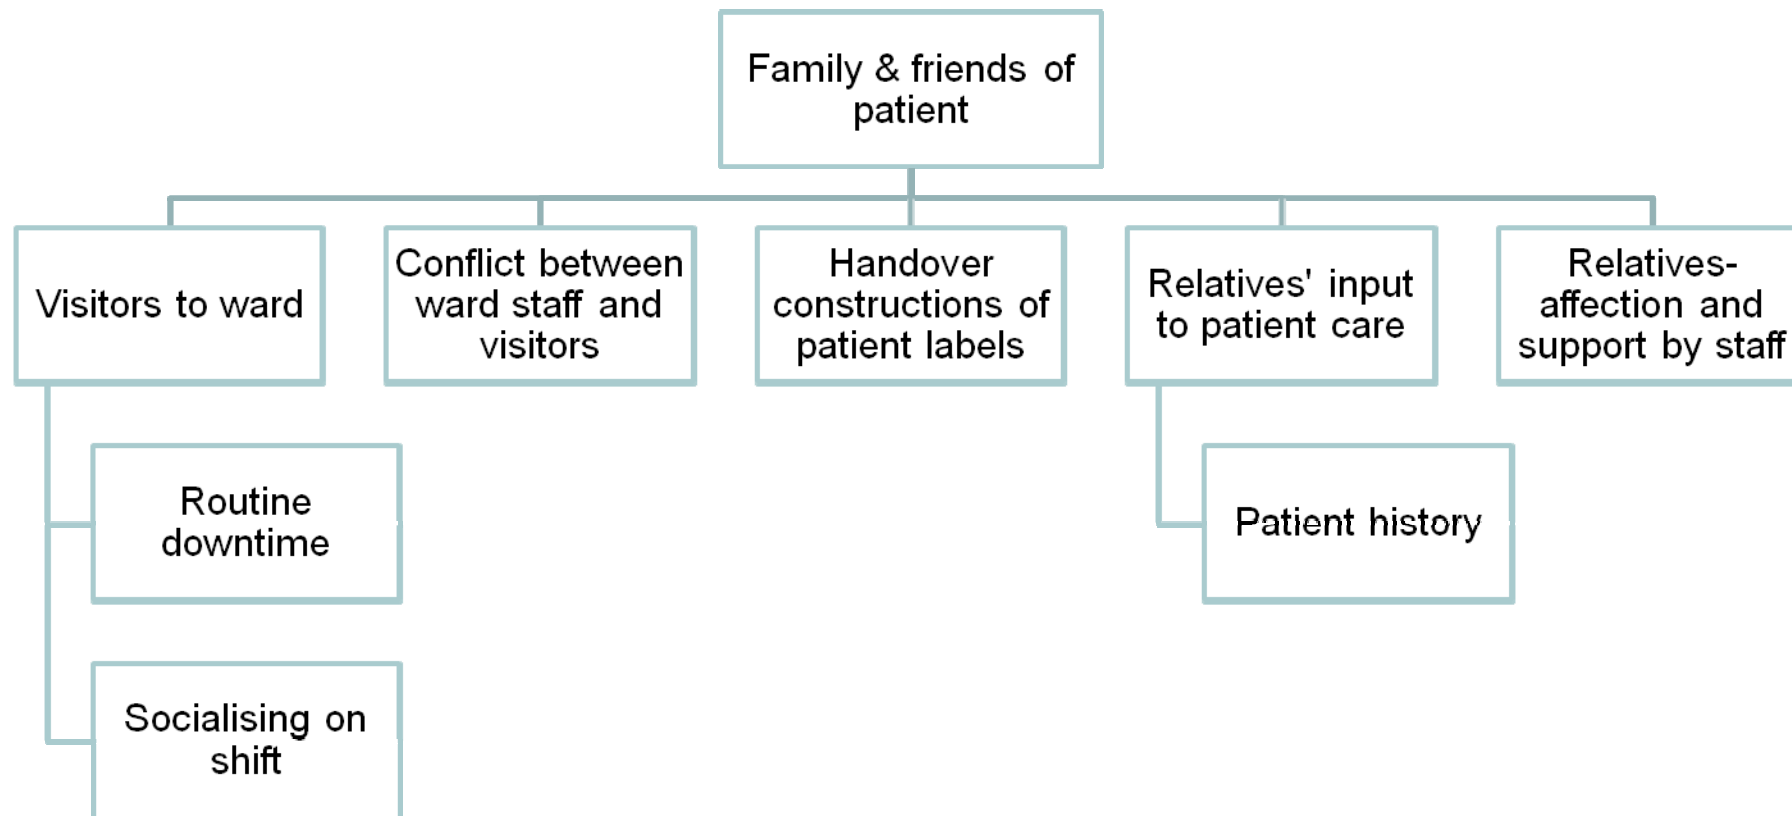 Family & friends of
patient
Visitors to ward
Conflict between
ward staff and
visitors
Handover
constructions of
patient labels
Relatives' input
to patient care
Relatives-
affection and
support by staff
Routine
downtime
Patient history
Socialising on
shift